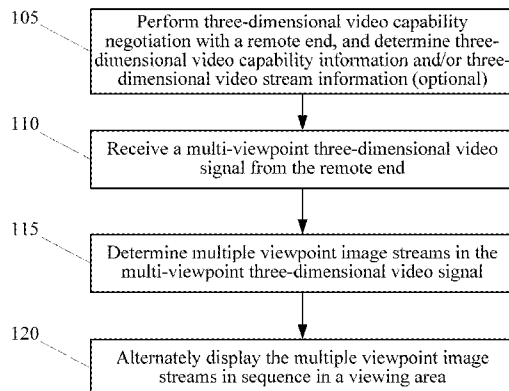 105
Perform three-dimensional video capability
negotiation with a remote end, and determine three-
dimensional video capability information and/or three-
dimensional video stream information (optional)
110
Receive a multi-viewpoint three-dimensional video
signal from the remote end
115
Determine multiple viewpoint image streams in the
multi-viewpoint three-dimensional video signal
120
Alternately display the multiple viewpoint image
streams in sequence in a viewing area